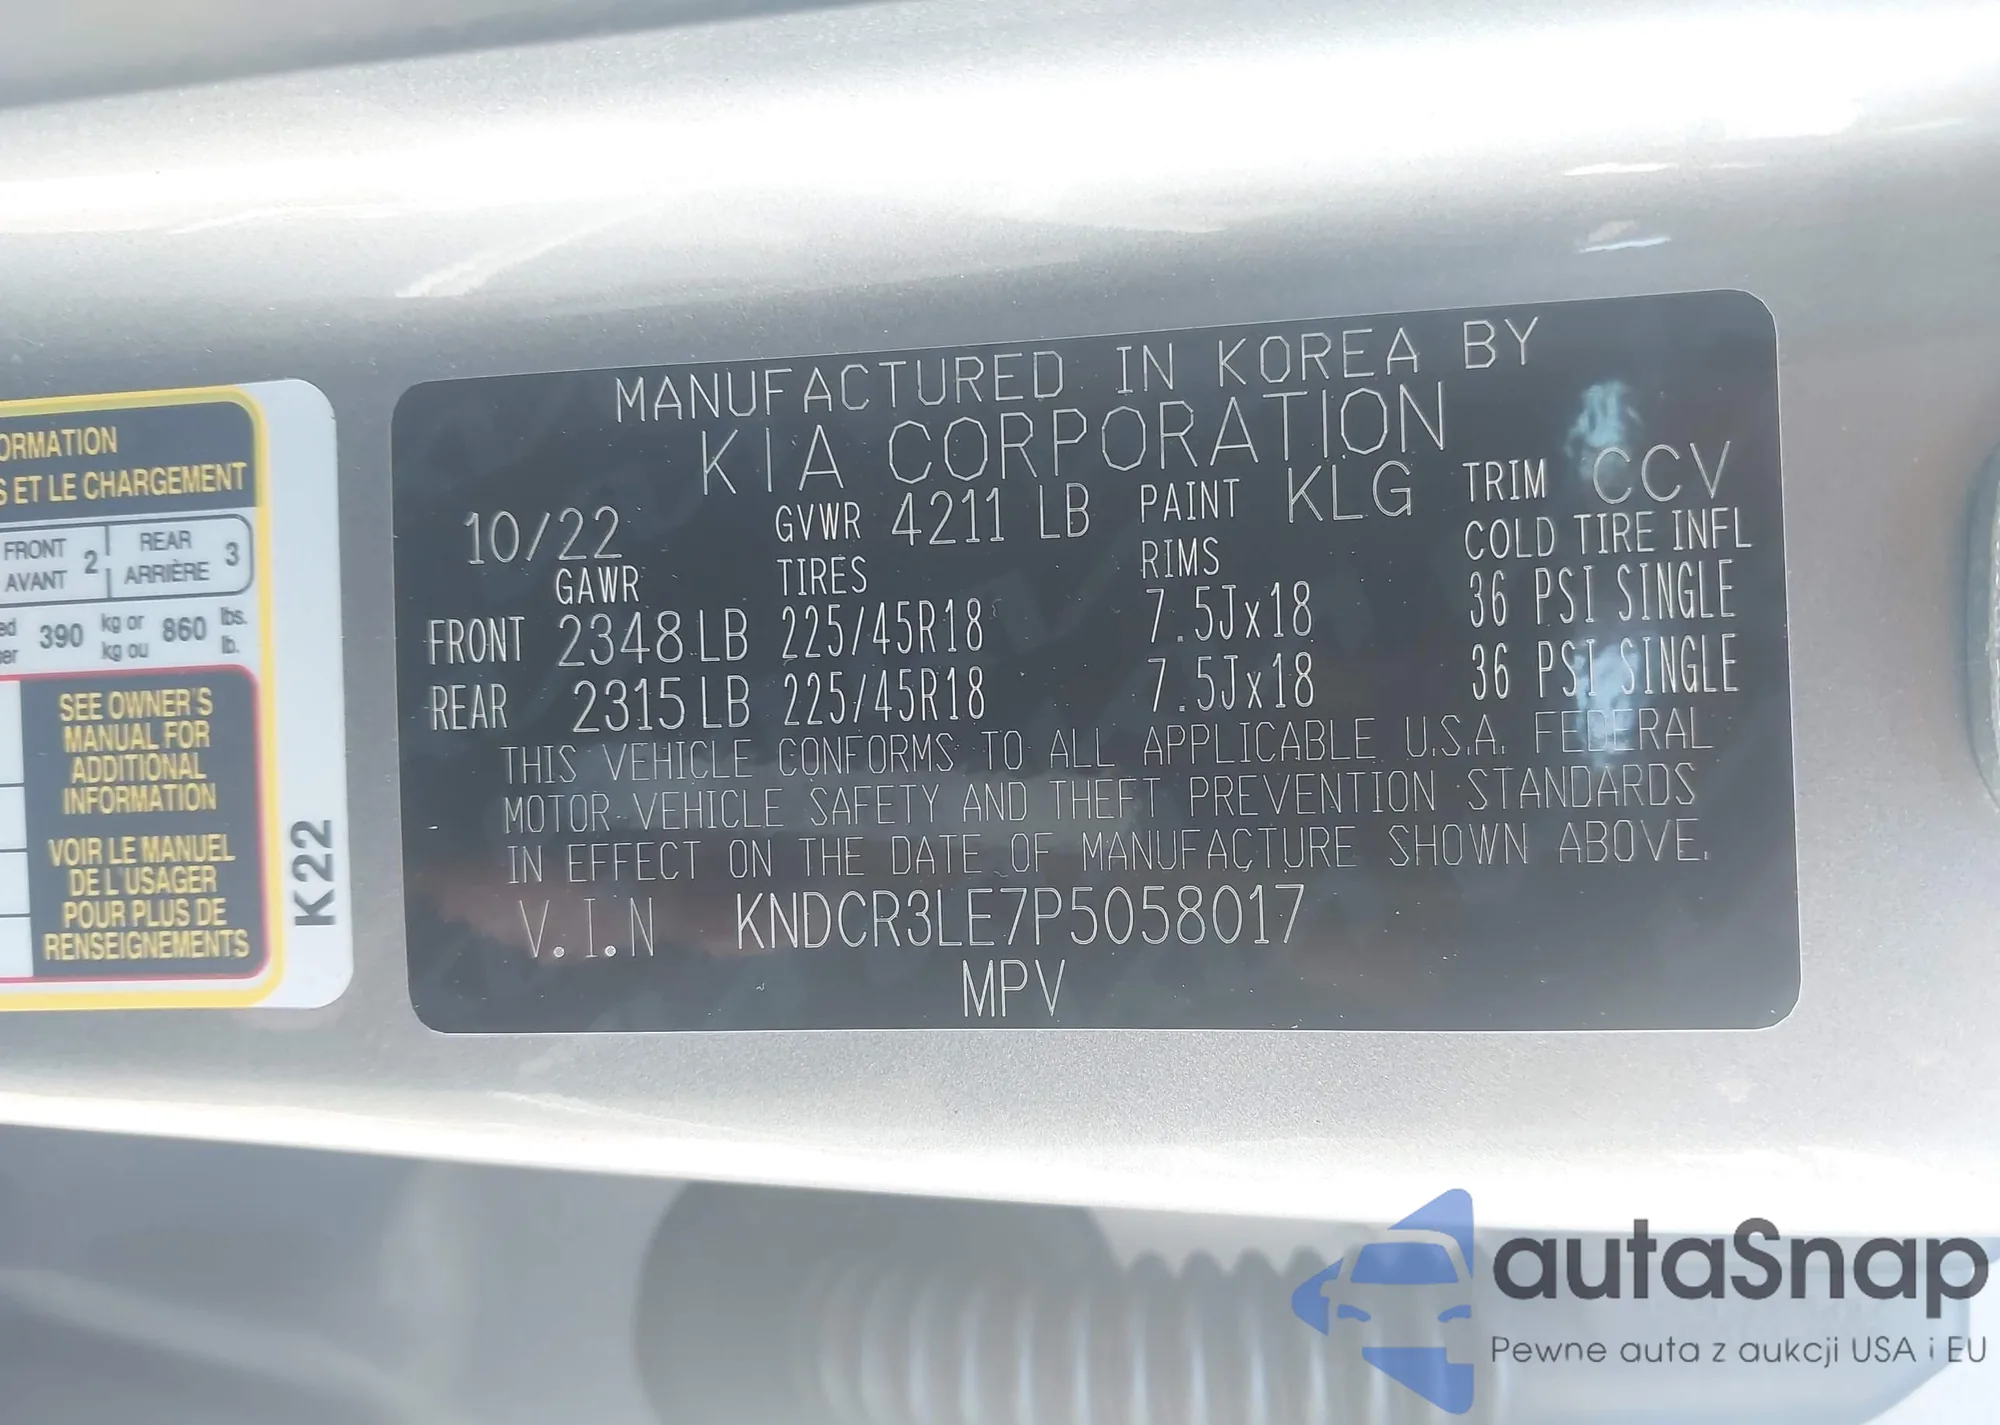 ORMATION
S ET LE CHARGEMENT
FRONT 2 REAR 3
AVANT ARRIÈRE
ed 390 kg or 860 lbs.
ger kg ou lb.
SEE OWNER'S
MANUAL FOR
ADDITIONAL
INFORMATION
VOIR LE MANUEL
DE L'USAGER
POUR PLUS DE
RENSEIGNEMENTS
K22
MANUFACTURED IN KOREA BY
KIA CORPORATION
10/22 GVWR 4211 LB PAINT KLG TRIM CCV
GAWR TIRES RIMS COLD TIRE INFL
FRONT 2348 LB 225/45R18 7.5Jx18 36 PSI SINGLE
REAR 2315 LB 225/45R18 7.5Jx18 36 PSI SINGLE
THIS VEHICLE CONFORMS TO ALL APPLICABLE U.S.A. FEDERAL
MOTOR VEHICLE SAFETY AND THEFT PREVENTION STANDARDS
IN EFFECT ON THE DATE OF MANUFACTURE SHOWN ABOVE.
V.I.N KNDCR3LE7P5058017
MPV
autaSnap
Pewne auta z aukcji USA i EU